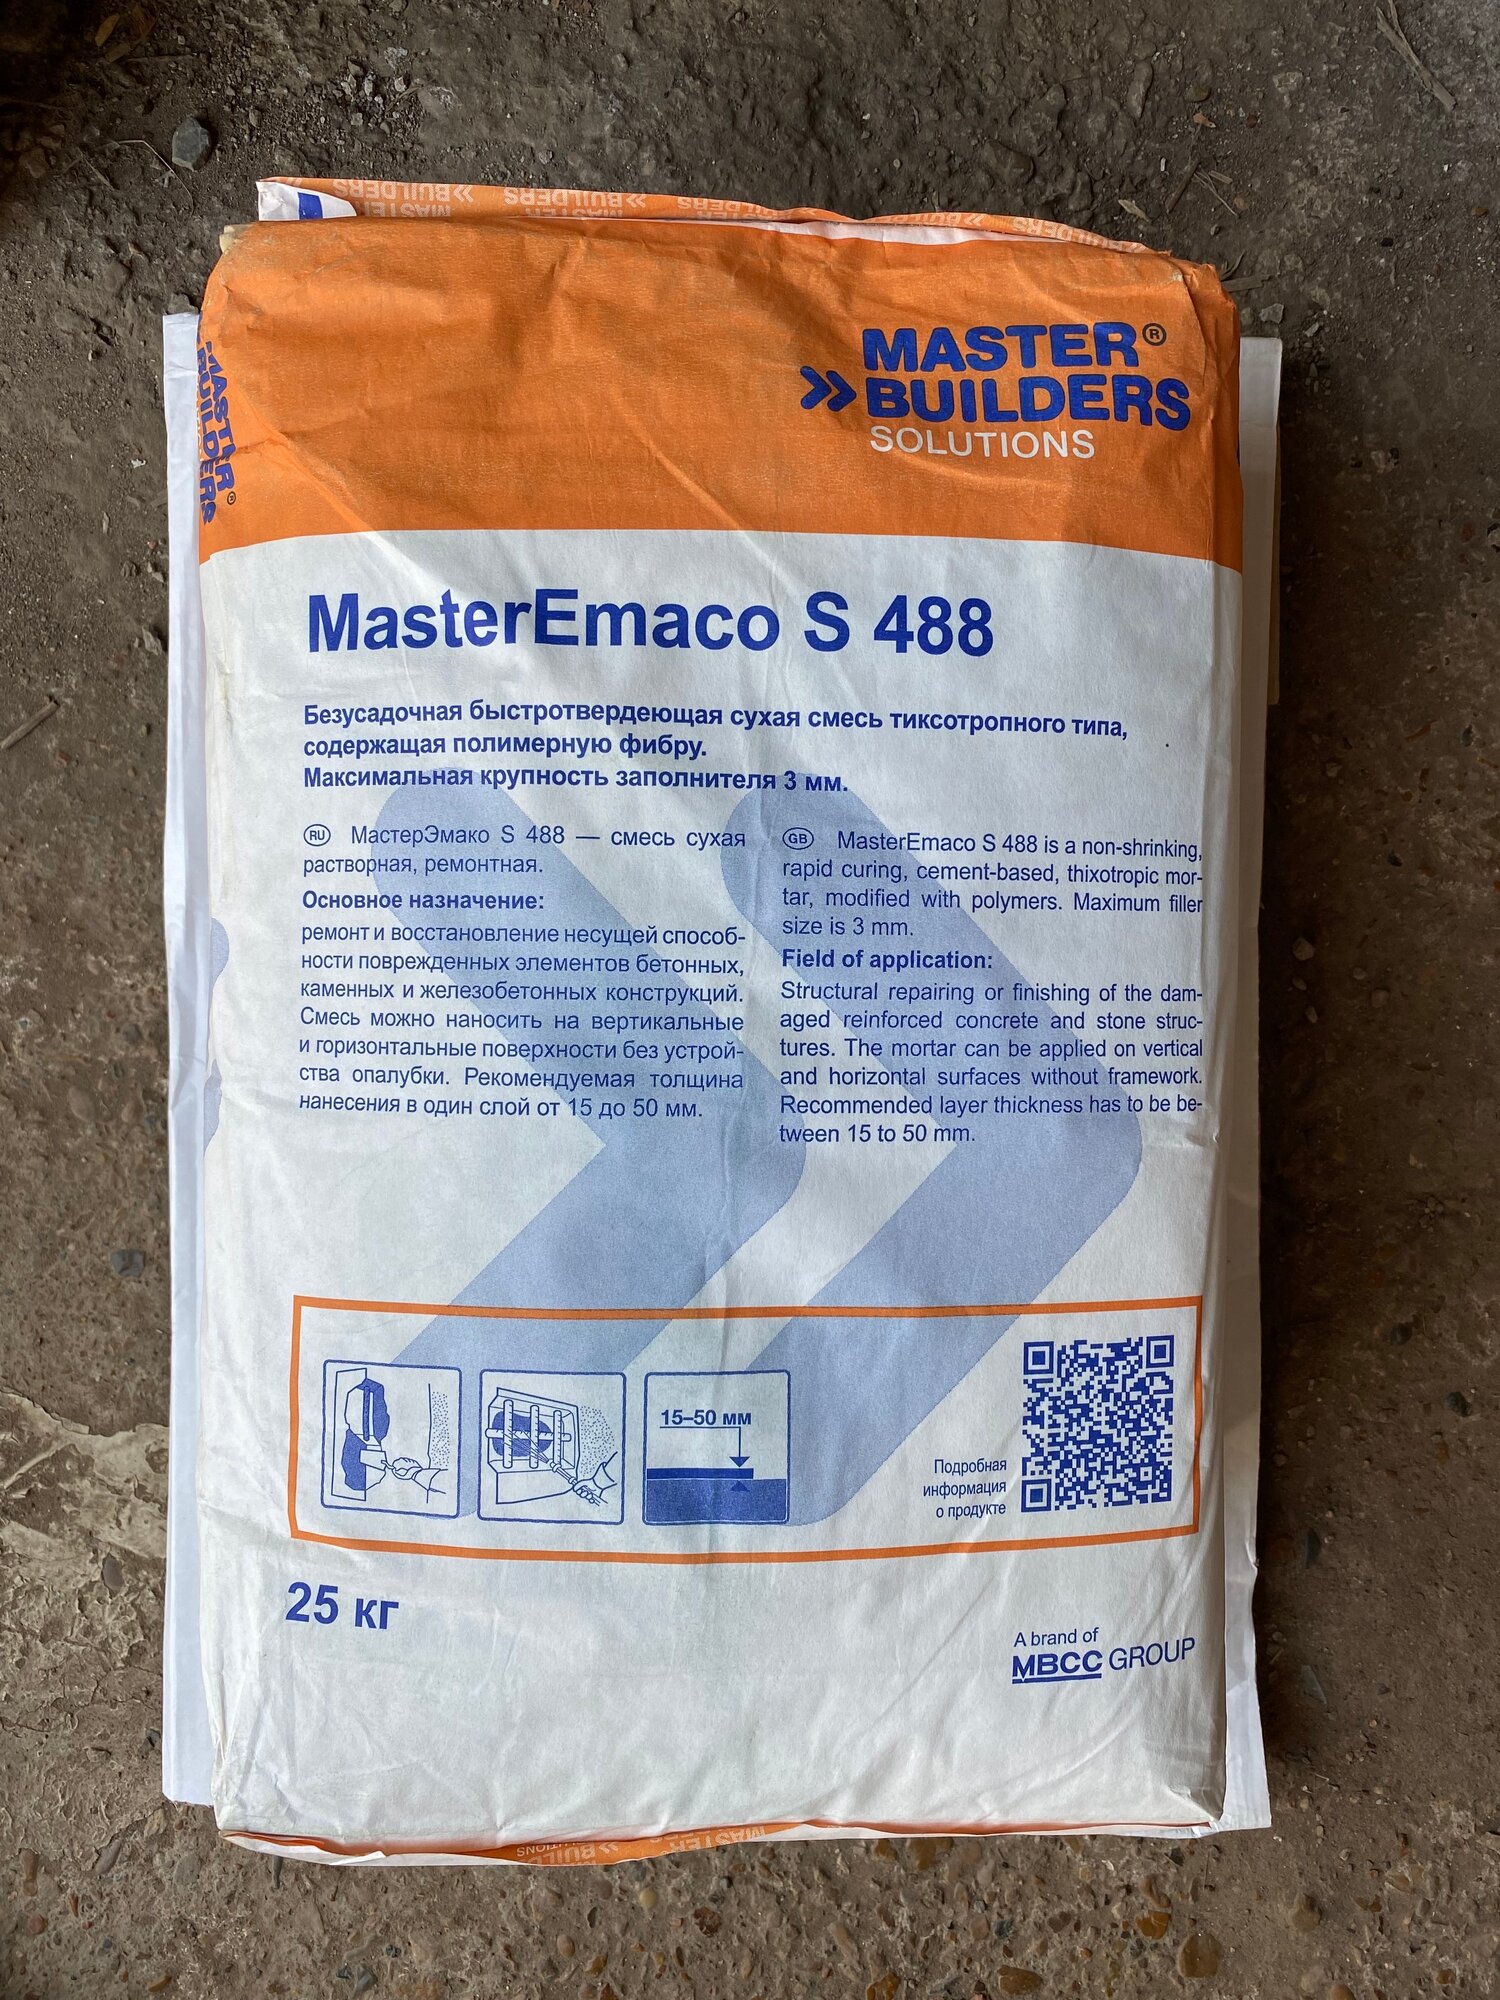 MASTER
BUILDERS
MASTER
BUILDERS
MASTER®
BUILDERS
SOLUTIONS
MASTER®
BUILDERS
MasterEmaco S 488
Безусадочная быстротвердеющая сухая смесь тиксотропного типа,
содержащая полимерную фибру.
Максимальная крупность заполнителя 3 мм.
RU МастерЭмако S 488 — смесь сухая
растворная, ремонтная.
Основное назначение:
ремонт и восстановление несущей способ-
ности поврежденных элементов бетонных,
каменных и железобетонных конструкций.
Смесь можно наносить на вертикальные
и горизонтальные поверхности без устрой-
ства опалубки. Рекомендуемая толщина
нанесения в один слой от 15 до 50 мм.
GB MasterEmaco S 488 is a non-shrinking,
rapid curing, cement-based, thixotropic mor-
tar, modified with polymers. Maximum filler
size is 3 mm.
Field of application:
Structural repairing or finishing of the dam-
aged reinforced concrete and stone struc-
tures. The mortar can be applied on vertical
and horizontal surfaces without framework.
Recommended layer thickness has to be be-
tween 15 to 50 mm.
15–50 мм
Подробная
информация
о продукте
25 кг
A brand of
MBCC GROUP
MASTER
BUILD
SOLUTIONS